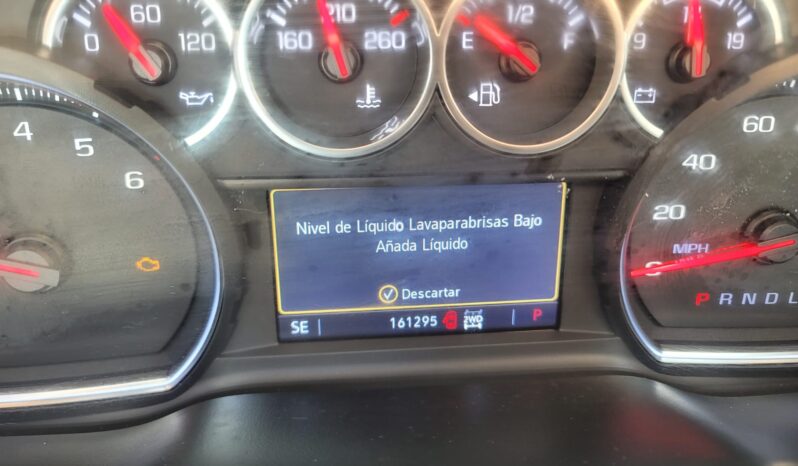 0 60 120
160 210 260
E 1/2 F
9 19
4 5 6
Nivel de Líquido Lavaparabrisas Bajo
Añada Líquido
Descartar
SE 161295 2WD P
60
40
20
MPH
PRNDL